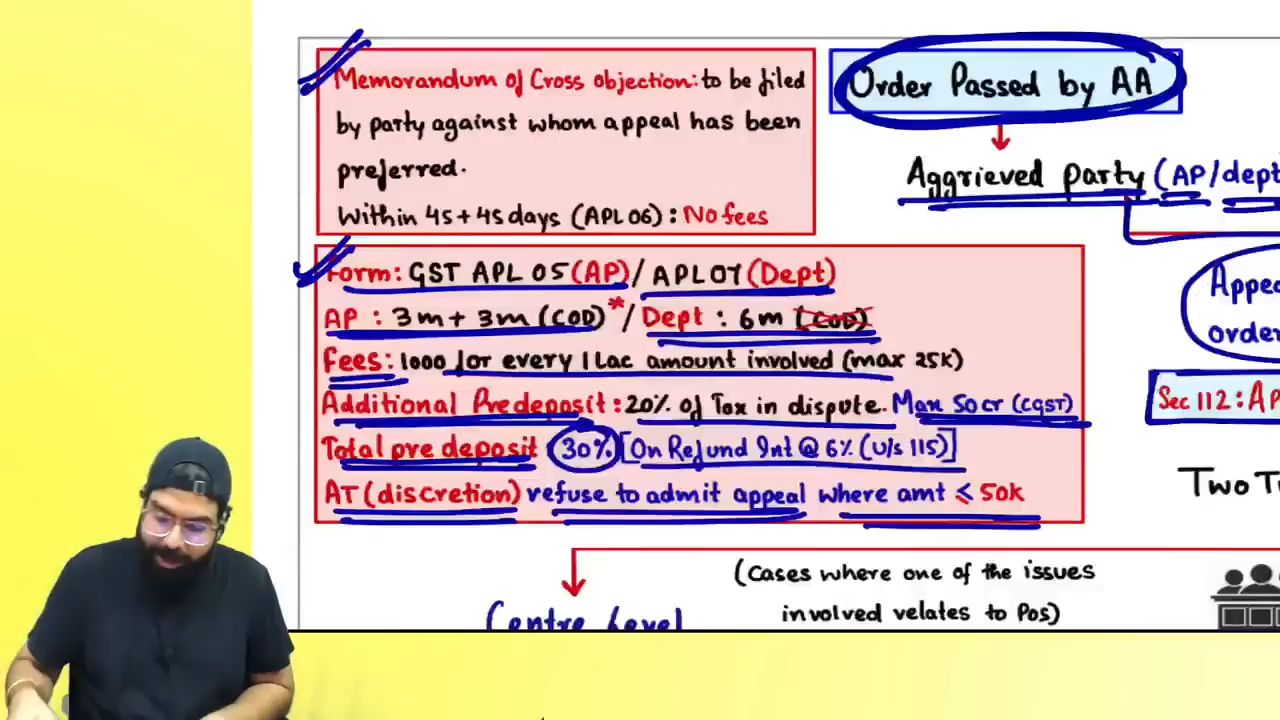 Memorandum of Cross objection: to be filed
by party against whom appeal has been
preferred.
Within 45+45 days (APL 06): No fees
Order Passed by AA
Aggrieved party (AP/dept
Form: GST APL 05 (AP) / APL 07 (Dept)
AP: 3m+3m (COD)* / Dept: 6m (COD)
Fees: 1000 for every 1 Lac amount involved (max 25K)
Additional Predeposit: 20% of Tax in dispute. Max 50cr (CGST)
Total pre deposit 30% [On Refund Int @ 6% (U/s 115)]
AT (discretion) refuse to admit appeal where amt ≤ 50K
Appe
order
Sec 112: AP
Two T
(Cases where one of the issues
involved relates to POS)
Centre Level